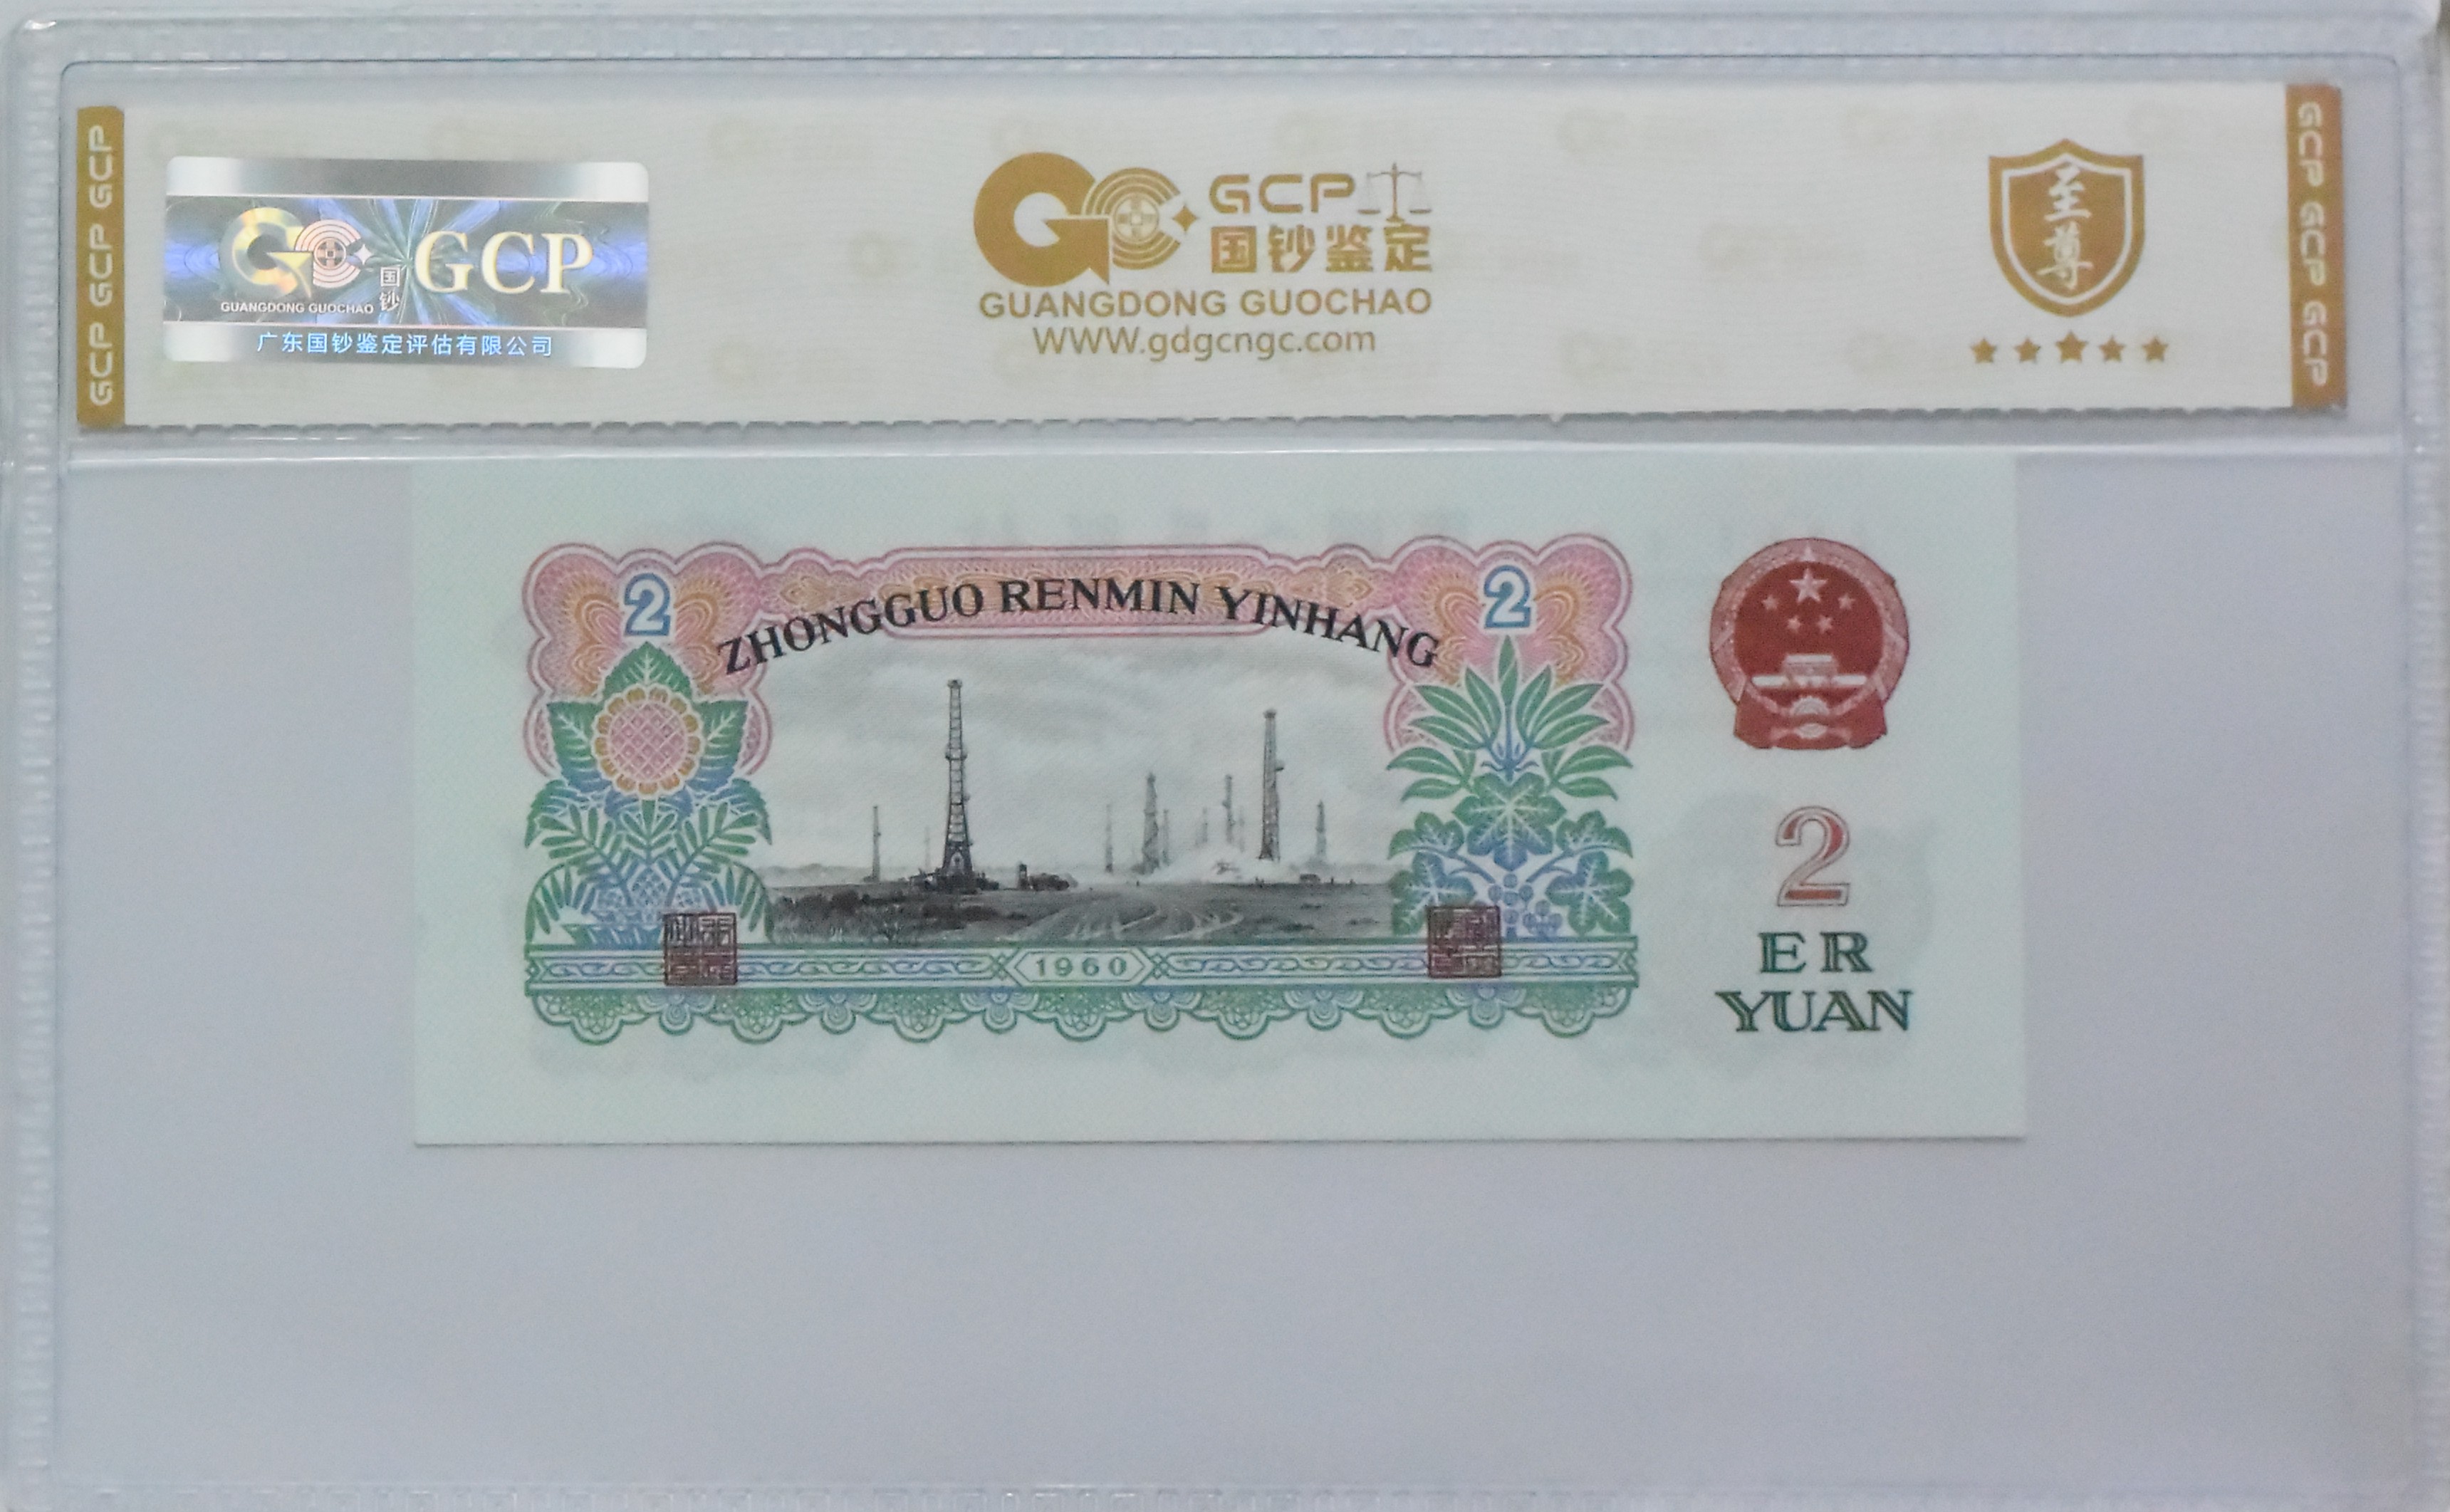 GCP GCP GCP
GUANGDONG GUOCHAO
国钞
GCP
广东国钞鉴定评估有限公司
GCP
国钞鉴定
GUANGDONG GUOCHAO
WWW.gdgcngc.com
至尊
GCP GCP GCP
2
ZHONGGUO RENMIN YINHANG
2
1960
2
ER
YUAN